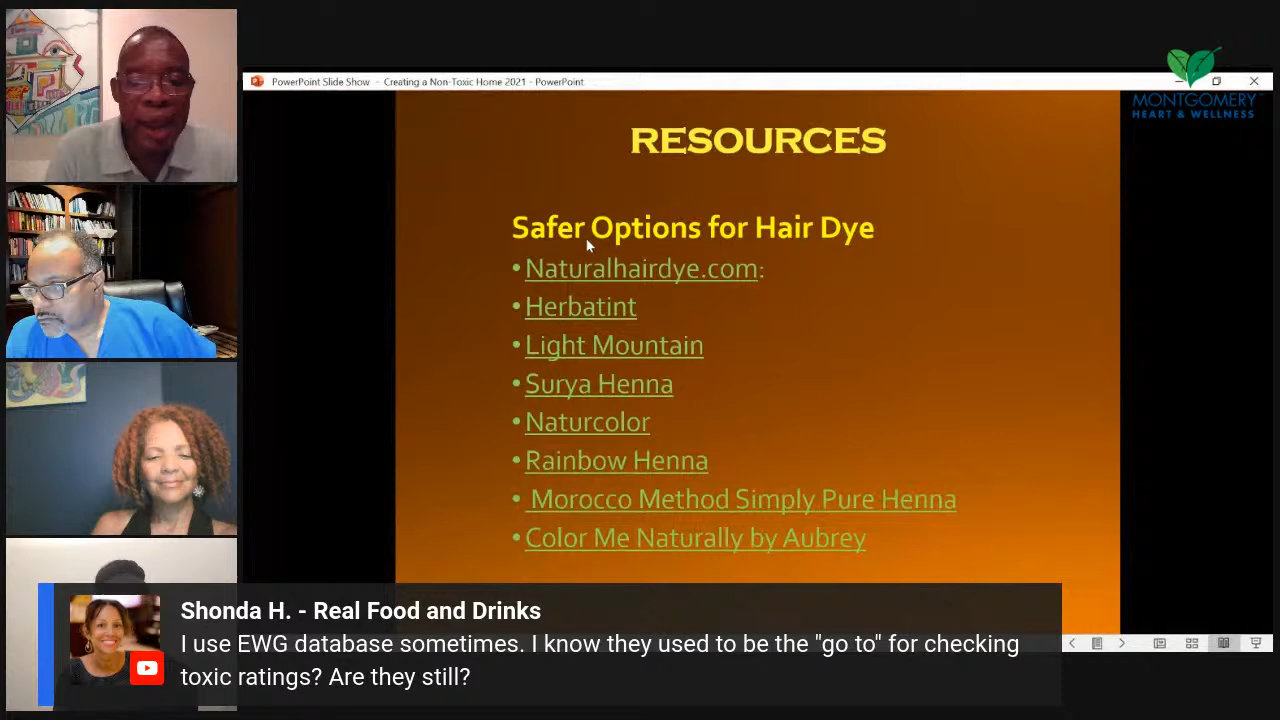 PowerPoint Slide Show - Creating a Non-Toxic Home 2021 - PowerPoint
MONTGOMERY
HEART & WELLNESS
RESOURCES
Safer Options for Hair Dye
• Naturalhairdye.com:
• Herbatint
• Light Mountain
• Surya Henna
• Naturcolor
• Rainbow Henna
• Morocco Method Simply Pure Henna
• Color Me Naturally by Aubrey
Shonda H. - Real Food and Drinks
I use EWG database sometimes. I know they used to be the "go to" for checking
toxic ratings? Are they still?